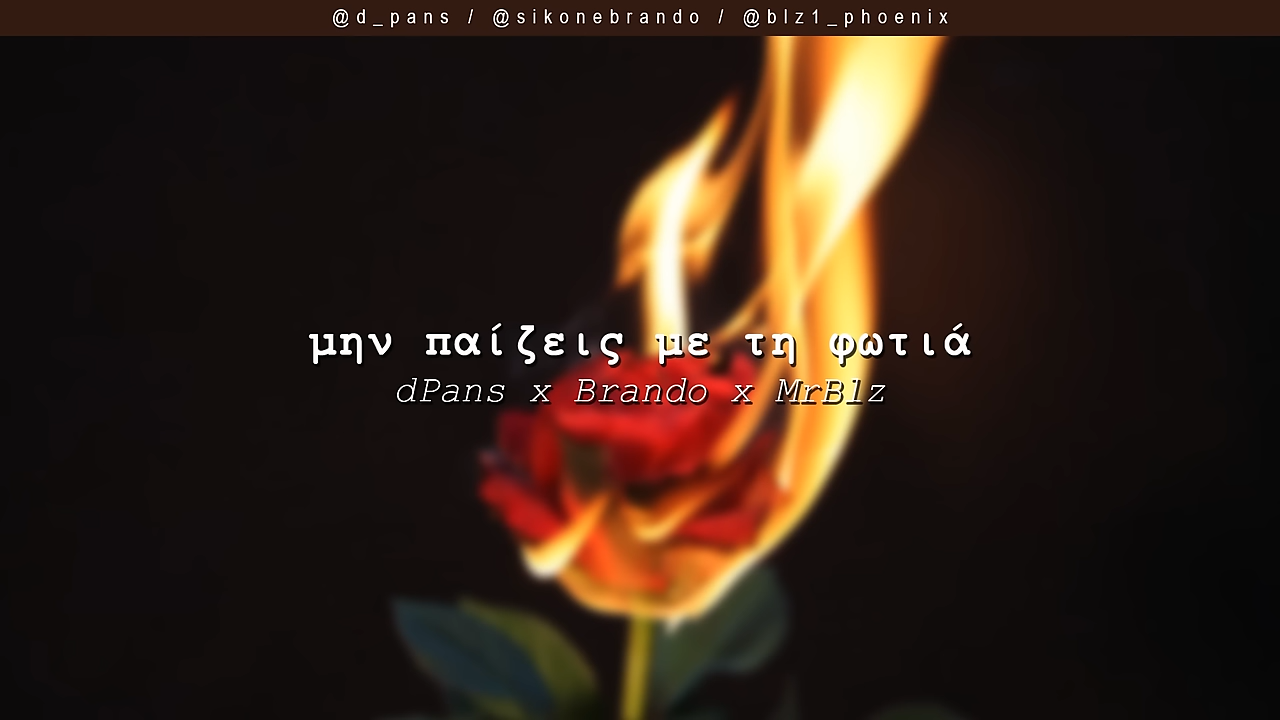 @d_pans / @sikonebrando / @blz1_phoenix
μην παίζεις με τη φωτιά
dPans x Brando x MrBlz